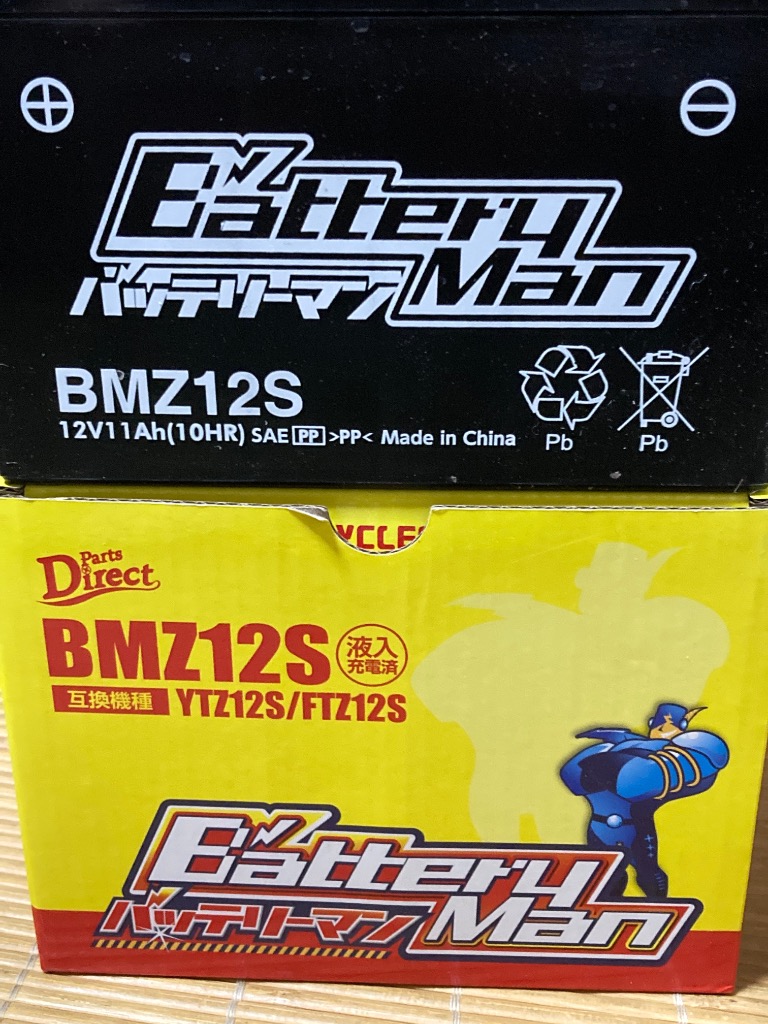 Battery
バッテリーマン Man
BMZ12S
12V11Ah(10HR) SAE PP >PP< Made in China
Pb Pb
Parts
Direct
BMZ12S 液入
充電済
互換機種 YTZ12S/FTZ12S
Battery
バッテリーマン Man